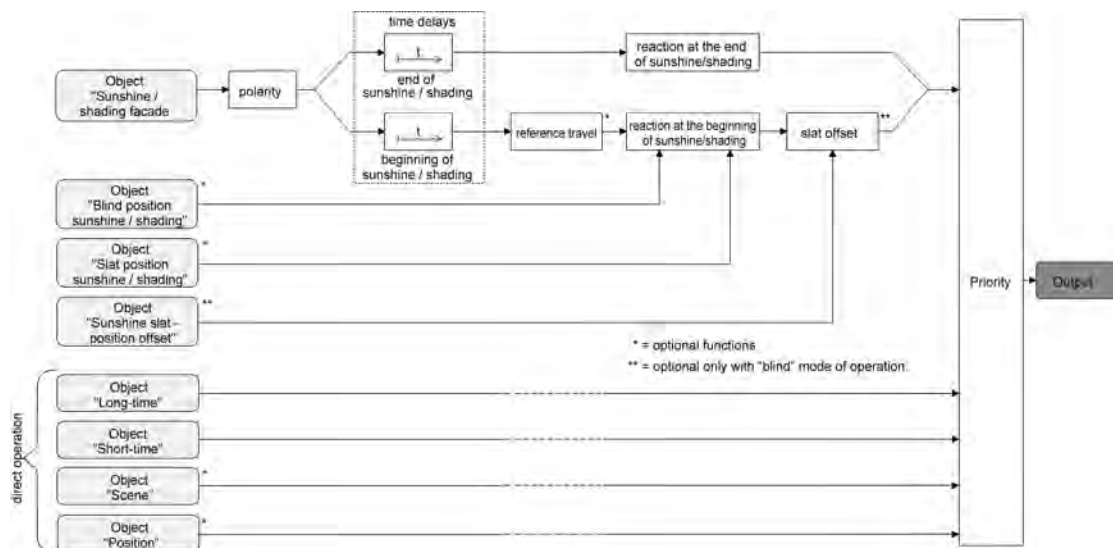 time delays
t
end of
sunshine / shading
reaction at the end
of sunshine/shading
Object
"Sunshine /
shading facade
polarity
t
beginning of
sunshine / shading
reference travel
*
reaction at the beginning
of sunshine/shading
slat offset
**
Object
"Blind position
sunshine / shading"
*
Object
"Slat position
sunshine / shading"
*
Object
"Sunshine slat-
position offset"
**
Priority
Output
* = optional functions
** = optional only with "blind" mode of operation.
direct operation
Object
"Long-time"
Object
"Short-time"
Object
"Scene"
*
Object
"Position"
*